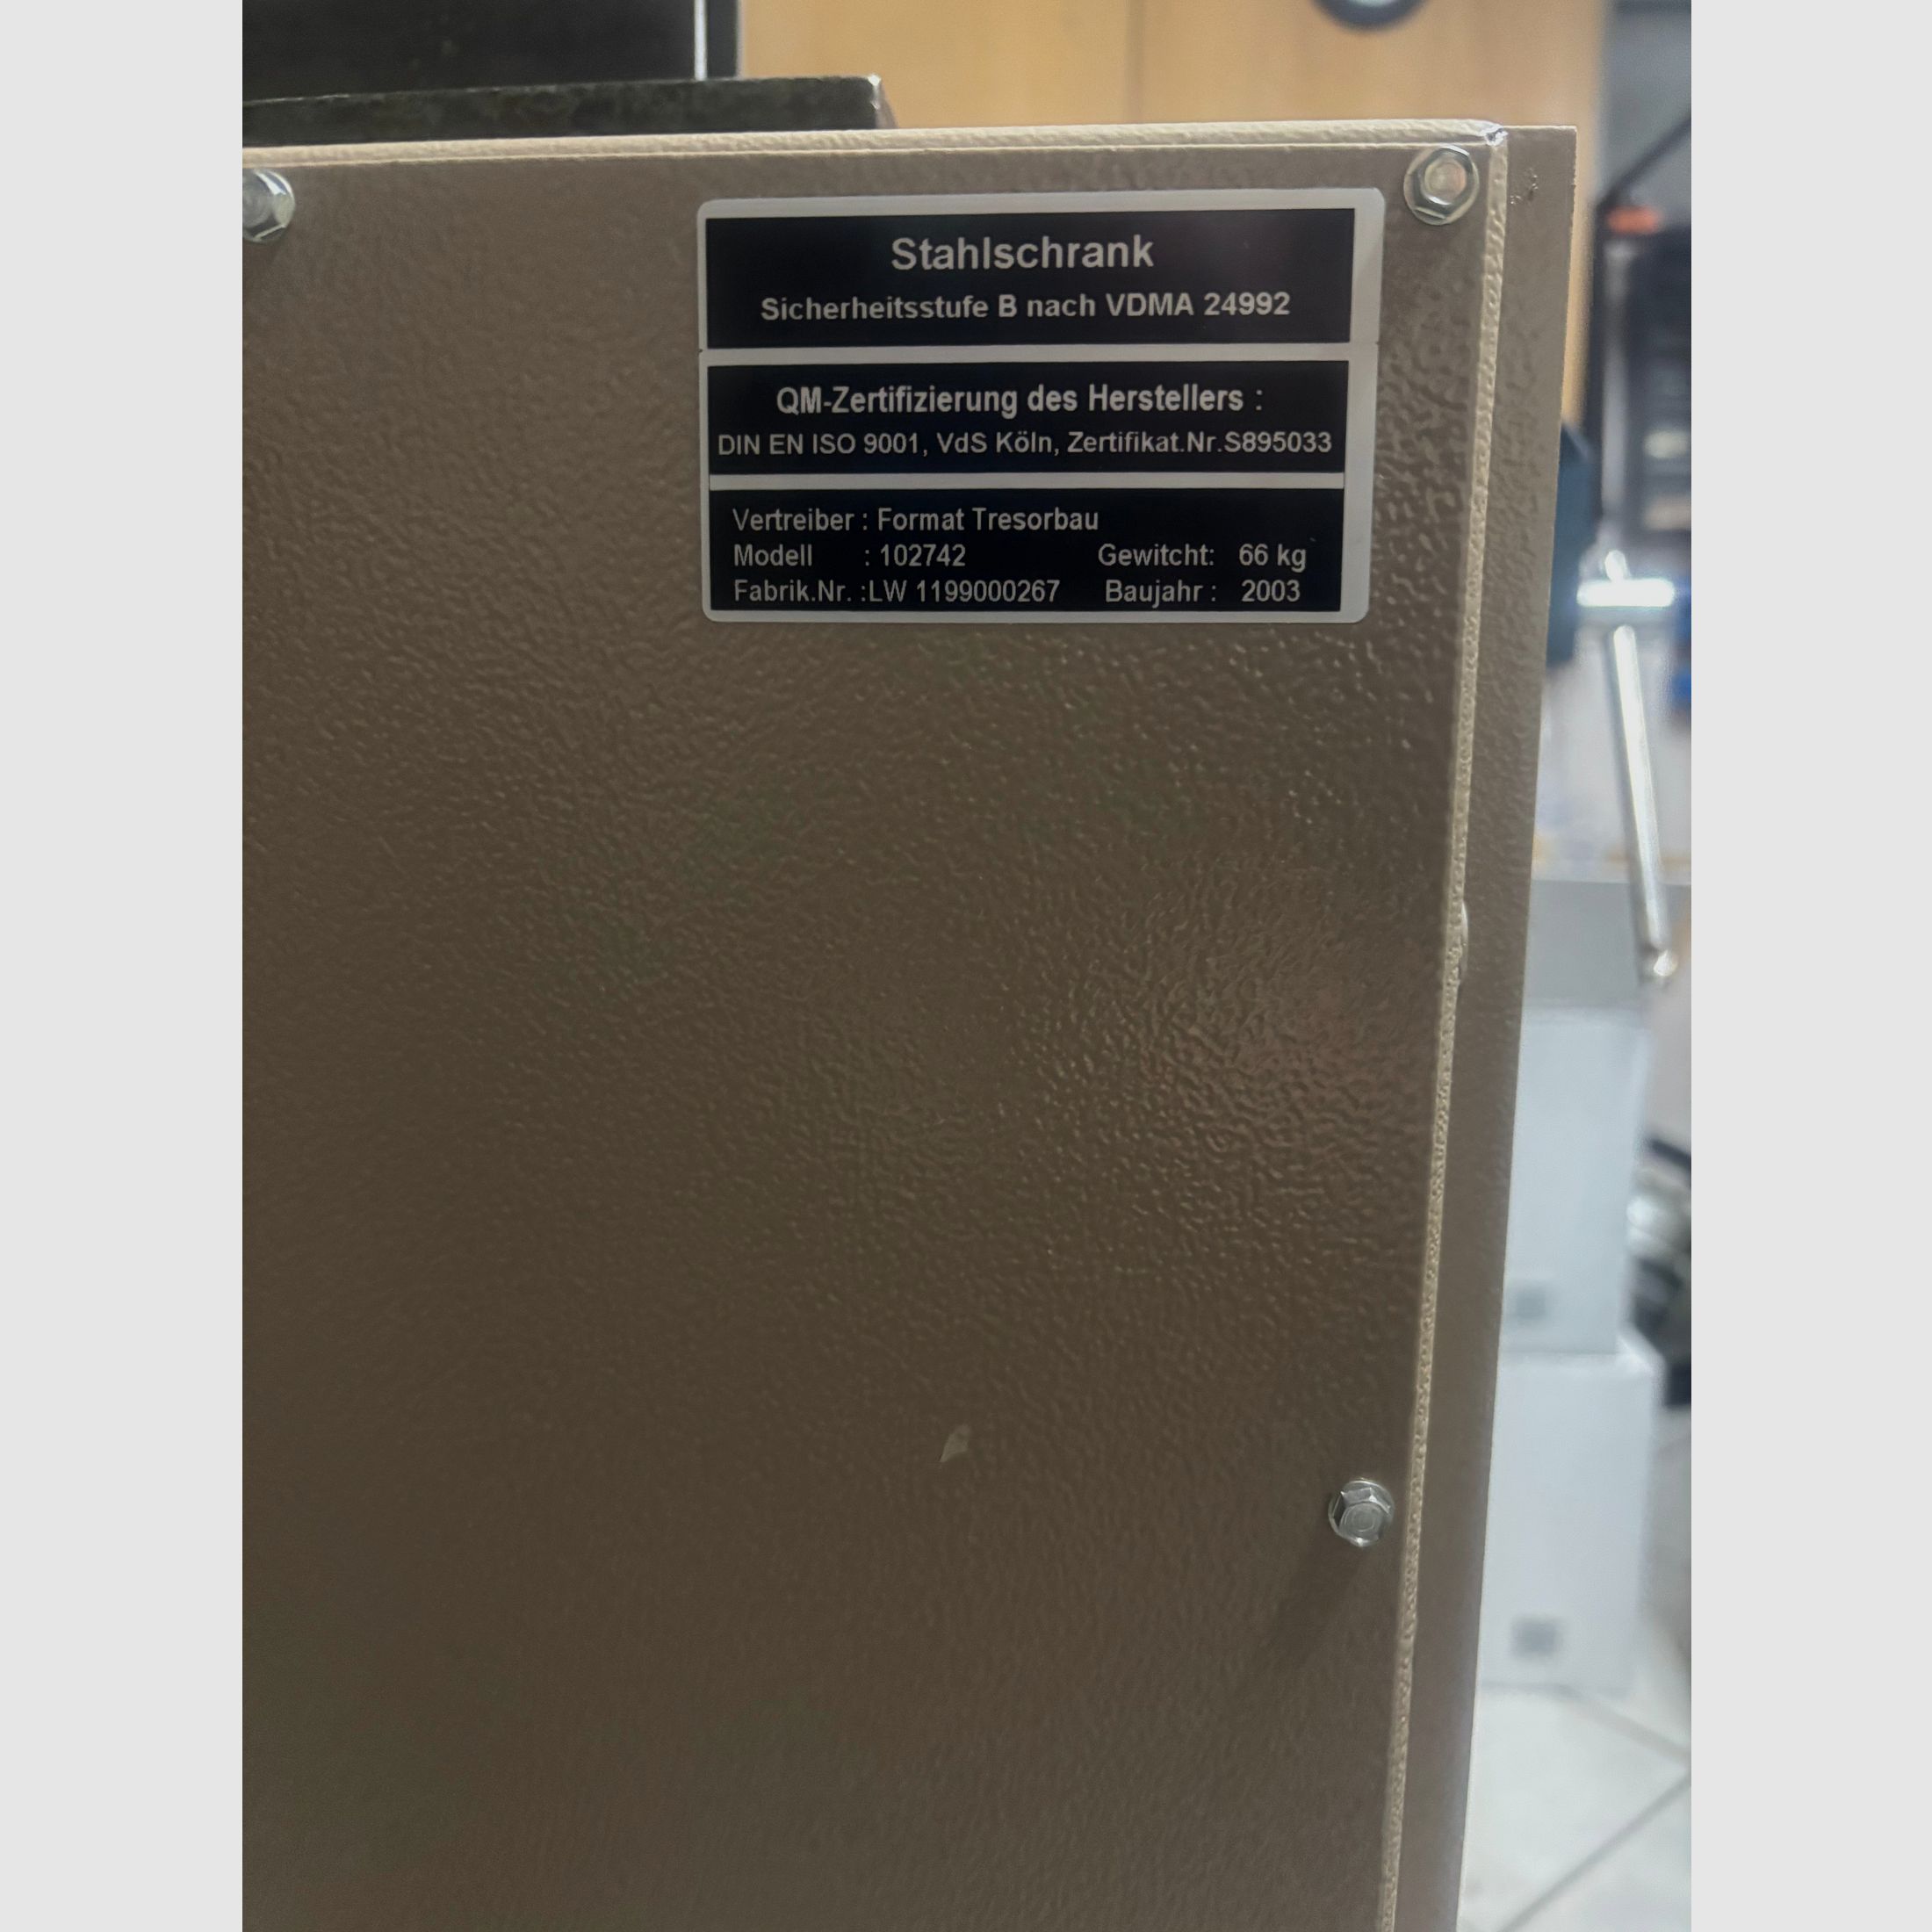 Stahlschrank
Sicherheitsstufe B nach VDMA 24992
QM-Zertifizierung des Herstellers :
DIN EN ISO 9001, VdS Köln, Zertifikat.Nr.S895033
Vertreiber : Format Tresorbau
Modell : 102742 Gewitcht: 66 kg
Fabrik.Nr. :LW 1199000267 Baujahr : 2003